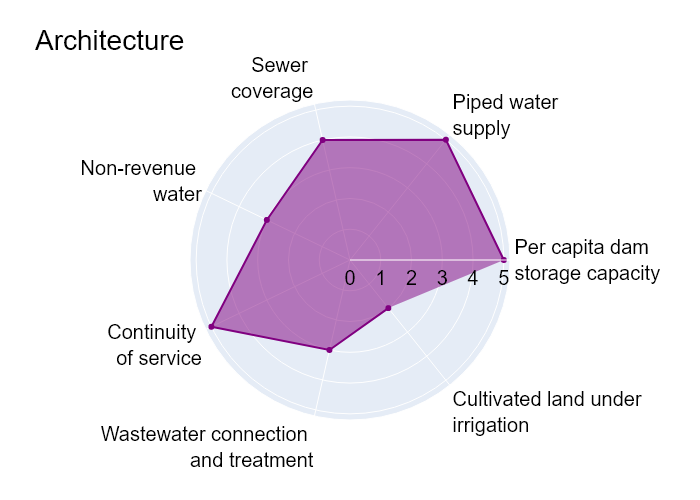 Architecture
Sewer
coverage
Piped water
supply
Non-revenue
water
Per capita dam
storage capacity
0 1 2 3 4 5
Continuity
of service
Cultivated land under
irrigation
Wastewater connection
and treatment